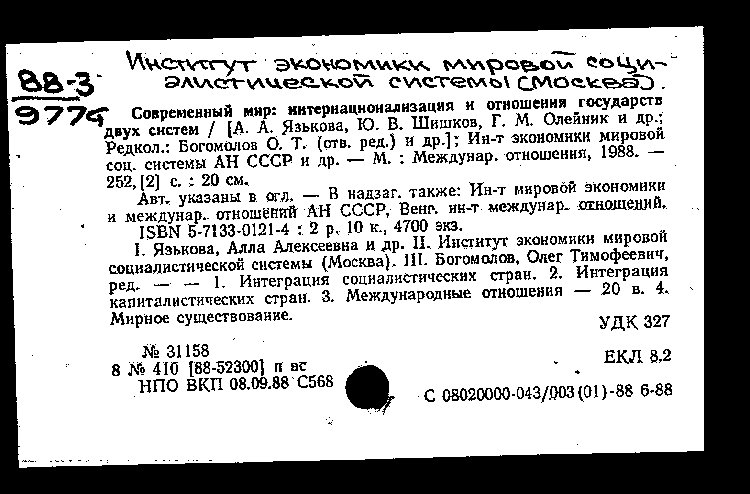 Институт экономики мировой соци-
88-3 алистической системы (Москва).
9774
Современный мир: интернационализация и отношения государств
двух систем / [А. А. Язькова, Ю. В. Шишков, Г. М. Олейник и др.;
Редкол.: Богомолов О. Т. (отв. ред.) и др.]; Ин-т экономики мировой
соц. системы АН СССР и др. — М. : Междунар. отношения, 1988. —
252, [2] с. : 20 см.
Авт. указаны в огл. — В надзаг. также: Ин-т мировой экономики
и междунар. отношений АН СССР, Венг. ин-т междунар. отношений.
ISBN 5-7133-0121-4 : 2 р. 10 к., 4700 экз.
I. Язькова, Алла Алексеевна и др. II. Институт экономики мировой
социалистической системы (Москва). III. Богомолов, Олег Тимофеевич,
ред. — — 1. Интеграция социалистических стран. 2. Интеграция
капиталистических стран. 3. Международные отношения — 20 в. 4.
Мирное существование.
УДК 327
№ 31158
8 № 410 [88-52300] п вс
ЕКЛ 8.2
НПО ВКП 08.09.88 С568
С 08020000-043/003(01)-88 6-88